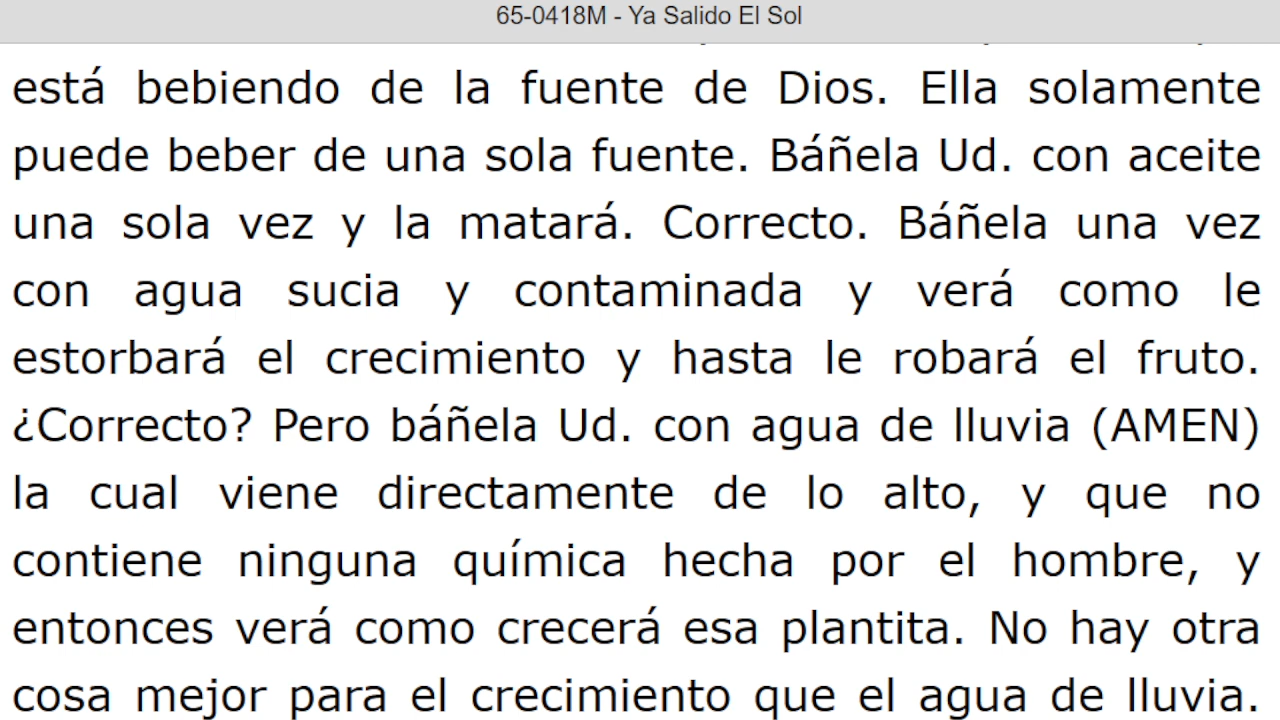 65-0418M - Ya Salido El Sol
está bebiendo de la fuente de Dios. Ella solamente
puede beber de una sola fuente. Báñela Ud. con aceite
una sola vez y la matará. Correcto. Báñela una vez
con agua sucia y contaminada y verá como le
estorbará el crecimiento y hasta le robará el fruto.
¿Correcto? Pero báñela Ud. con agua de lluvia (AMEN)
la cual viene directamente de lo alto, y que no
contiene ninguna química hecha por el hombre, y
entonces verá como crecerá esa plantita. No hay otra
cosa mejor para el crecimiento que el agua de lluvia.